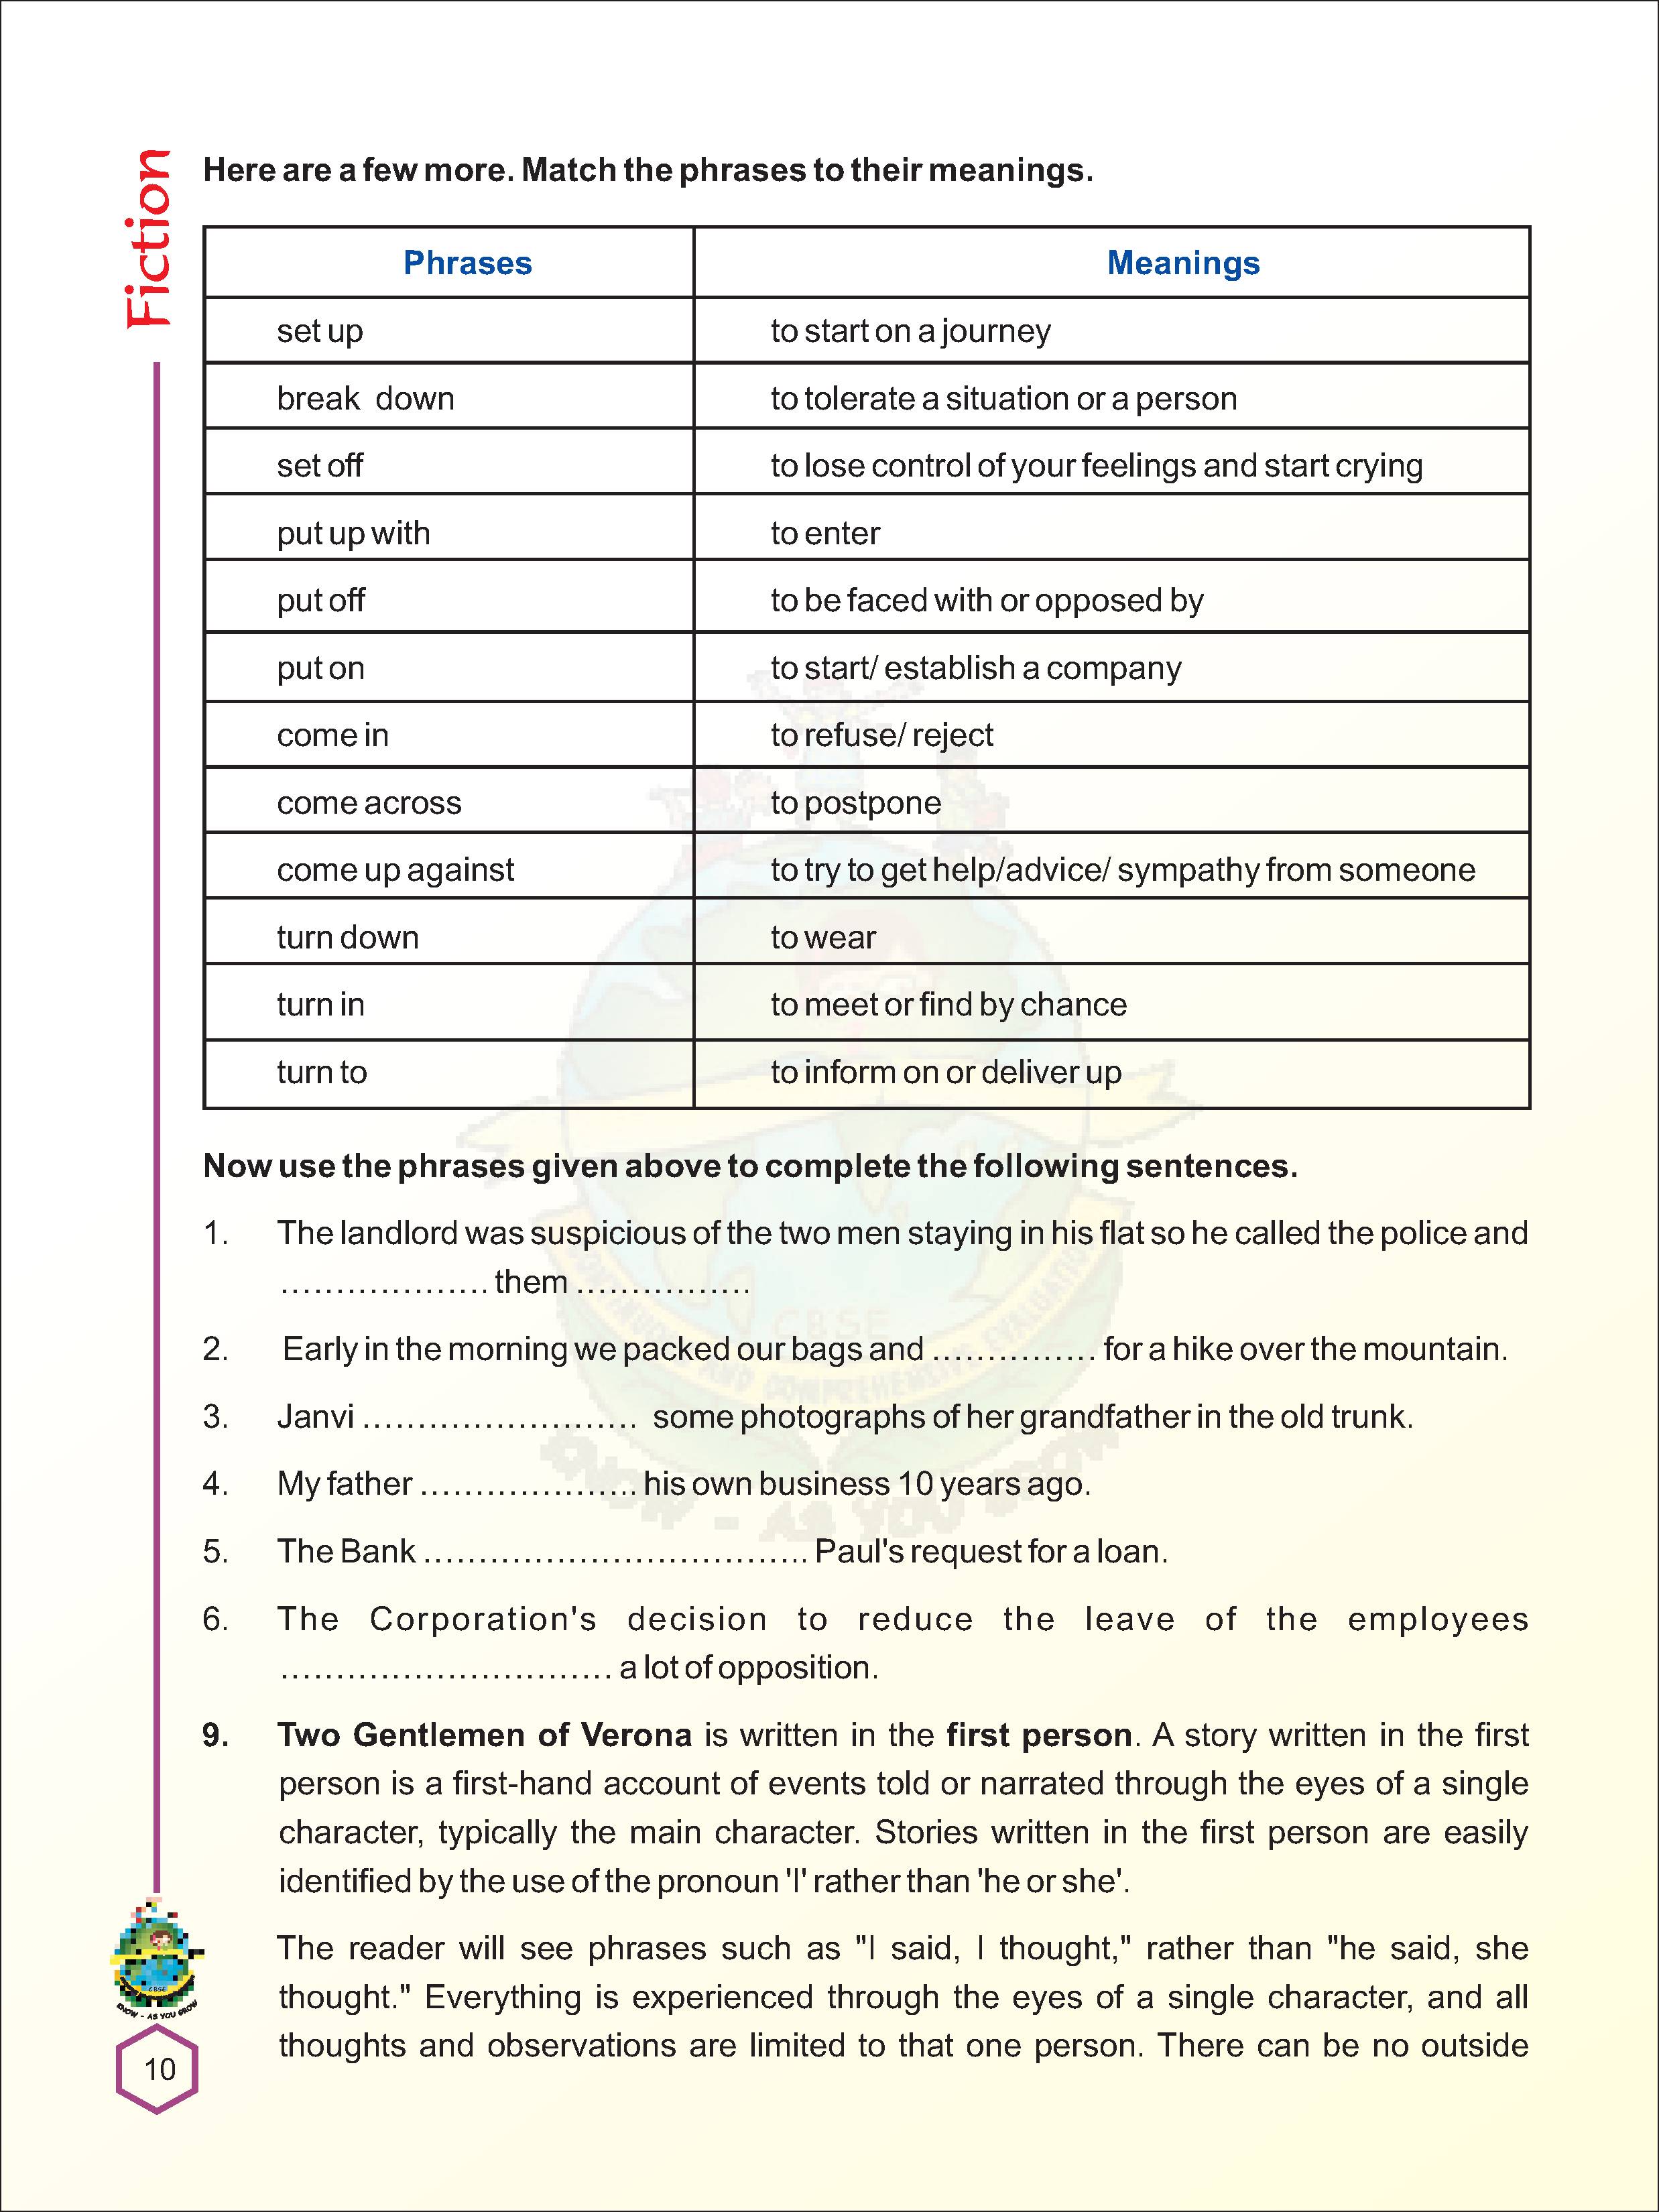 Fiction
Here are a few more. Match the phrases to their meanings.
Phrases Meanings
set up to start on a journey
break down to tolerate a situation or a person
set off to lose control of your feelings and start crying
put up with to enter
put off to be faced with or opposed by
put on to start/ establish a company
come in to refuse/ reject
come across to postpone
come up against to try to get help/advice/ sympathy from someone
turn down to wear
turn in to meet or find by chance
turn to to inform on or deliver up
Now use the phrases given above to complete the following sentences.
1. The landlord was suspicious of the two men staying in his flat so he called the police and
................... them ................
2. Early in the morning we packed our bags and ............... for a hike over the mountain.
3. Janvi ......................... some photographs of her grandfather in the old trunk.
4. My father .................... his own business 10 years ago.
5. The Bank ................................... Paul's request for a loan.
6. The Corporation's decision to reduce the leave of the employees
.............................. a lot of opposition.
9. Two Gentlemen of Verona is written in the first person. A story written in the first
person is a first-hand account of events told or narrated through the eyes of a single
character, typically the main character. Stories written in the first person are easily
identified by the use of the pronoun 'I' rather than 'he or she'.
The reader will see phrases such as "I said, I thought," rather than "he said, she
thought." Everything is experienced through the eyes of a single character, and all
thoughts and observations are limited to that one person. There can be no outside
CONTINUOUS AND COMPREHENSIVE EVALUATION
CBSE
KNOW - AS YOU GROW
CBSE
KNOW - AS YOU GROW
10